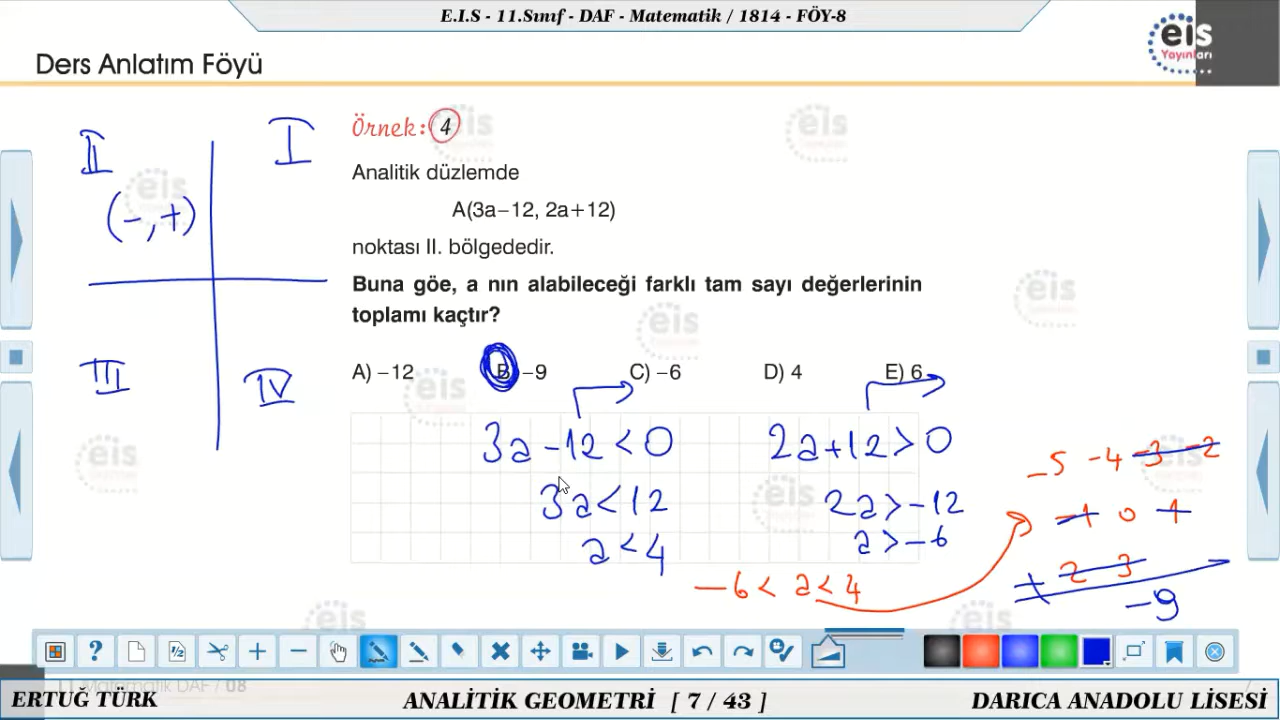 E.I.S - 11.Sınıf - DAF - Matematik / 1814 - FÖY-8
eis
Yayınları
Ders Anlatım Föyü
II
I
(-,+)
III
IV
Örnek: 4
Analitik düzlemde
A(3a−12, 2a+12)
noktası II. bölgededir.
Buna göe, a nın alabileceği farklı tam sayı değerlerinin
toplamı kaçtır?
A) −12 B) −9 C) −6 D) 4 E) 6
3a-12<0 2a+12>0
3a<12 2a>-12
a<4 a>-6
-6<a<4
-5 -4 -3 -2
-1 0 1
2 3
+
-9
11 Matematik DAF / 08
ERTUĞ TÜRK ANALİTİK GEOMETRİ [ 7 / 43 ] DARICA ANADOLU LİSESİ